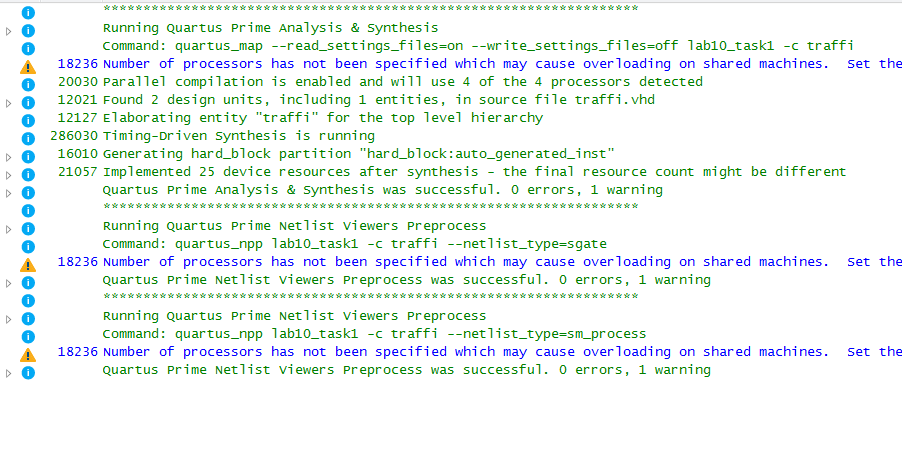 ******************************************************************
Running Quartus Prime Analysis & Synthesis
Command: quartus_map --read_settings_files=on --write_settings_files=off lab10_task1 -c traffi
18236 Number of processors has not been specified which may cause overloading on shared machines.  Set the
20030 Parallel compilation is enabled and will use 4 of the 4 processors detected
12021 Found 2 design units, including 1 entities, in source file traffi.vhd
12127 Elaborating entity "traffi" for the top level hierarchy
286030 Timing-Driven Synthesis is running
16010 Generating hard_block partition "hard_block:auto_generated_inst"
21057 Implemented 25 device resources after synthesis - the final resource count might be different
Quartus Prime Analysis & Synthesis was successful. 0 errors, 1 warning
******************************************************************
Running Quartus Prime Netlist Viewers Preprocess
Command: quartus_npp lab10_task1 -c traffi --netlist_type=sgate
18236 Number of processors has not been specified which may cause overloading on shared machines.  Set the
Quartus Prime Netlist Viewers Preprocess was successful. 0 errors, 1 warning
******************************************************************
Running Quartus Prime Netlist Viewers Preprocess
Command: quartus_npp lab10_task1 -c traffi --netlist_type=sm_process
18236 Number of processors has not been specified which may cause overloading on shared machines.  Set the
Quartus Prime Netlist Viewers Preprocess was successful. 0 errors, 1 warning